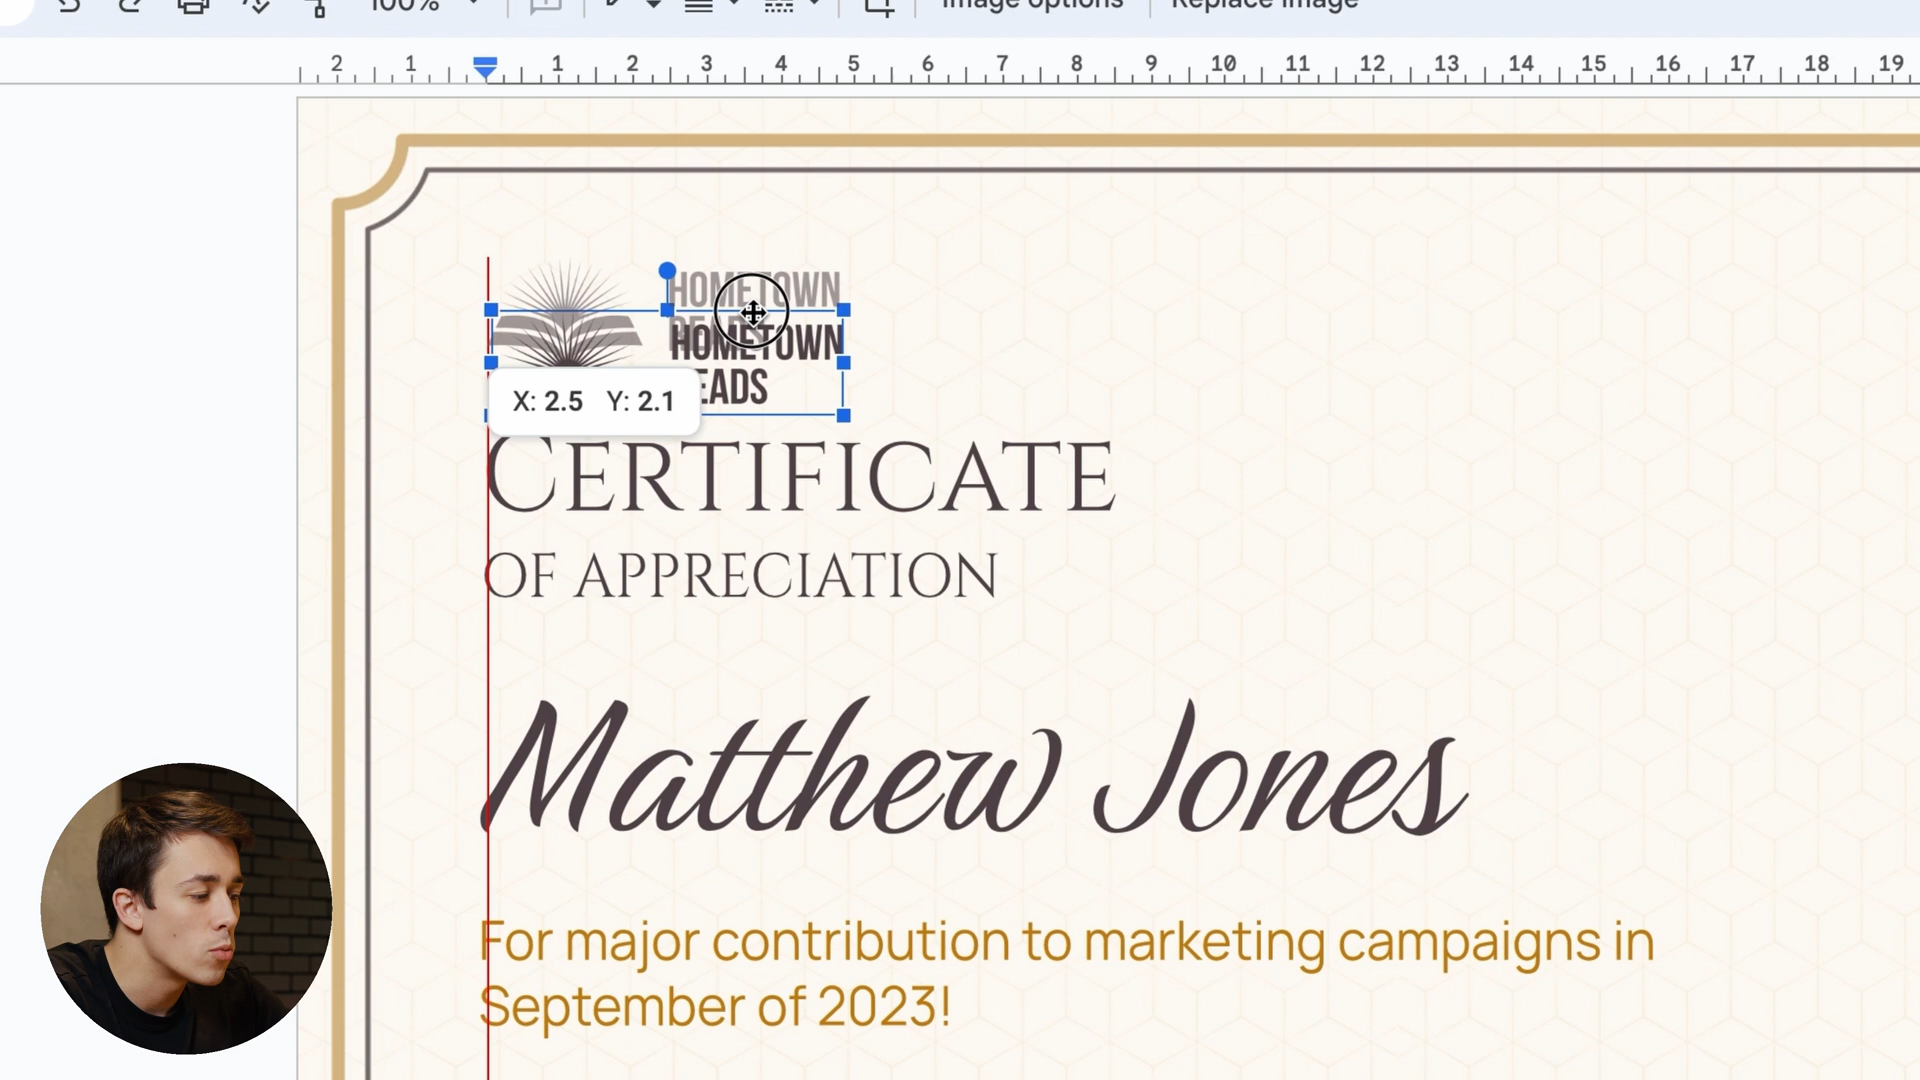 100%
Image options
Replace image
2 1 1 2 3 4 5 6 7 8 9 10 11 12 13 14 15 16 17 18 19
HOMETOWN
READS
HOMETOWN
EADS
X: 2.5 Y: 2.1
CERTIFICATE
OF APPRECIATION
Matthew Jones
For major contribution to marketing campaigns in
September of 2023!